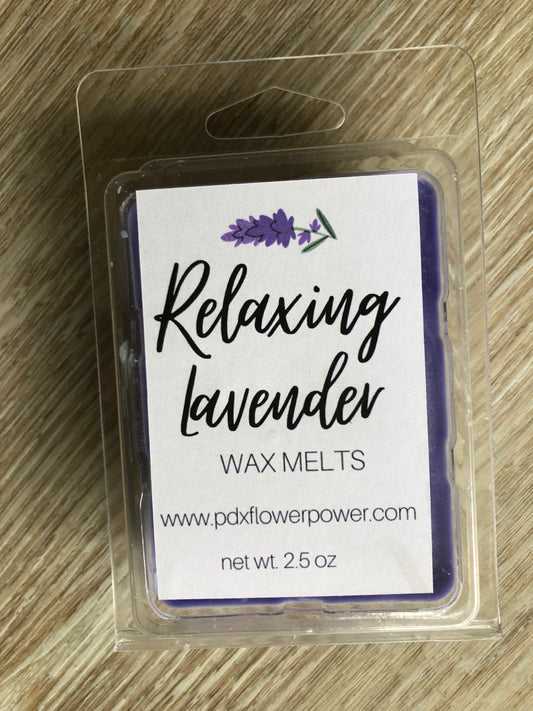 Relaxing
Lavender
WAX MELTS
www.pdxflowerpower.com
net wt. 2.5 oz